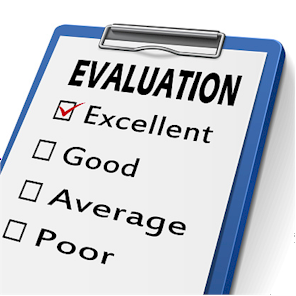 EVALUATION
Excellent
Good
Average
Poor